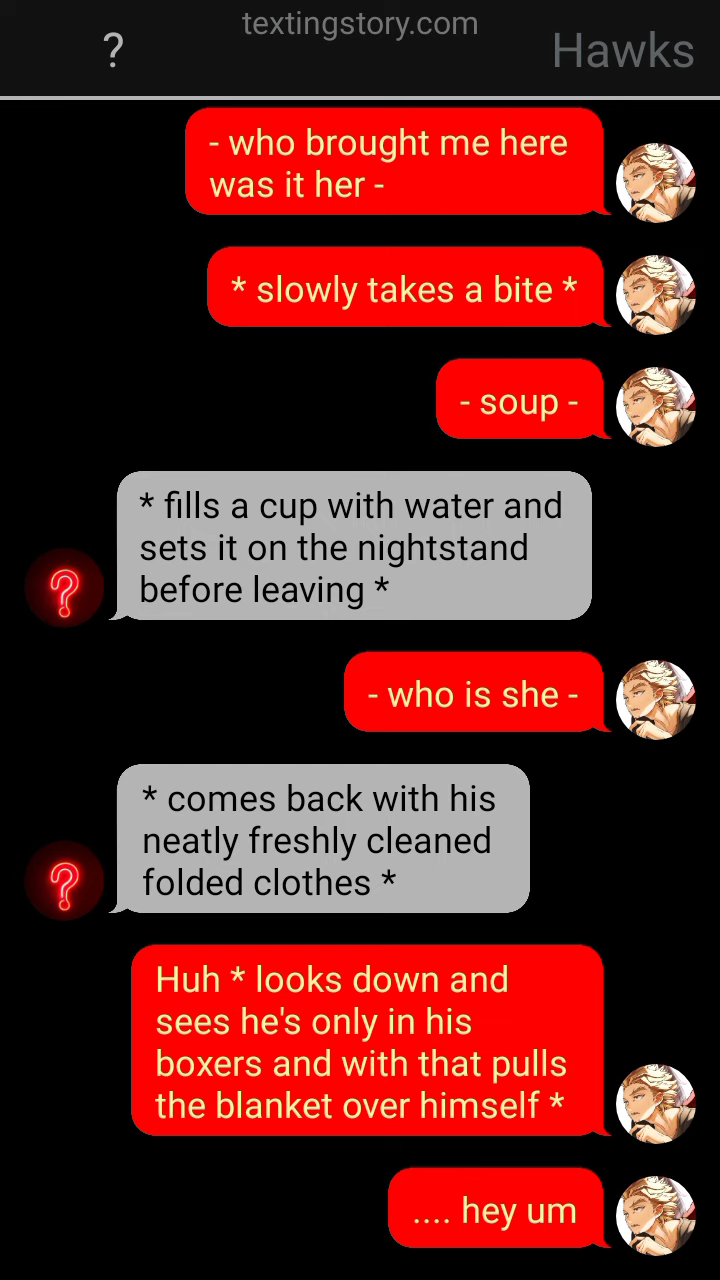 textingstory.com
?
Hawks
- who brought me here
was it her -
* slowly takes a bite *
- soup -
* fills a cup with water and
sets it on the nightstand
before leaving *
- who is she -
* comes back with his
neatly freshly cleaned
folded clothes *
Huh * looks down and
sees he's only in his
boxers and with that pulls
the blanket over himself *
.... hey um